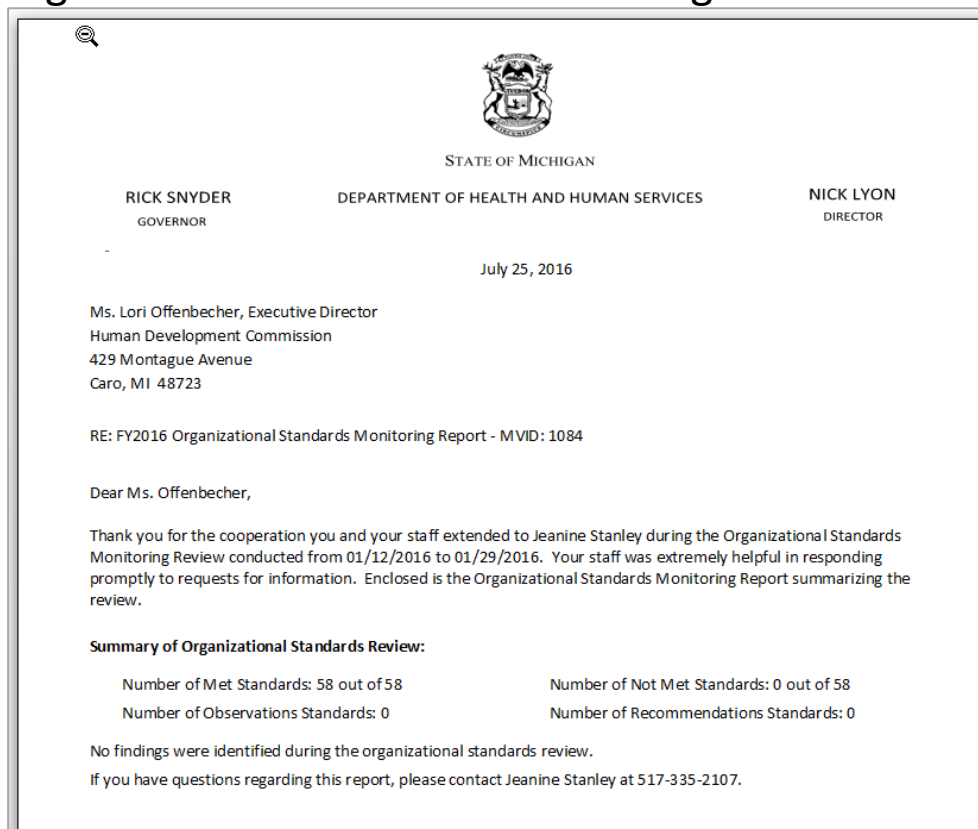 TUEBOR
CIRCUMSPICE
STATE OF MICHIGAN
RICK SNYDER
GOVERNOR
DEPARTMENT OF HEALTH AND HUMAN SERVICES
NICK LYON
DIRECTOR
July 25, 2016
Ms. Lori Offenbecher, Executive Director
Human Development Commission
429 Montague Avenue
Caro, MI 48723
RE: FY2016 Organizational Standards Monitoring Report - MVID: 1084
Dear Ms. Offenbecher,
Thank you for the cooperation you and your staff extended to Jeanine Stanley during the Organizational Standards
Monitoring Review conducted from 01/12/2016 to 01/29/2016. Your staff was extremely helpful in responding
promptly to requests for information. Enclosed is the Organizational Standards Monitoring Report summarizing the
review.
Summary of Organizational Standards Review:
Number of Met Standards: 58 out of 58 Number of Not Met Standards: 0 out of 58
Number of Observations Standards: 0 Number of Recommendations Standards: 0
No findings were identified during the organizational standards review.
If you have questions regarding this report, please contact Jeanine Stanley at 517-335-2107.